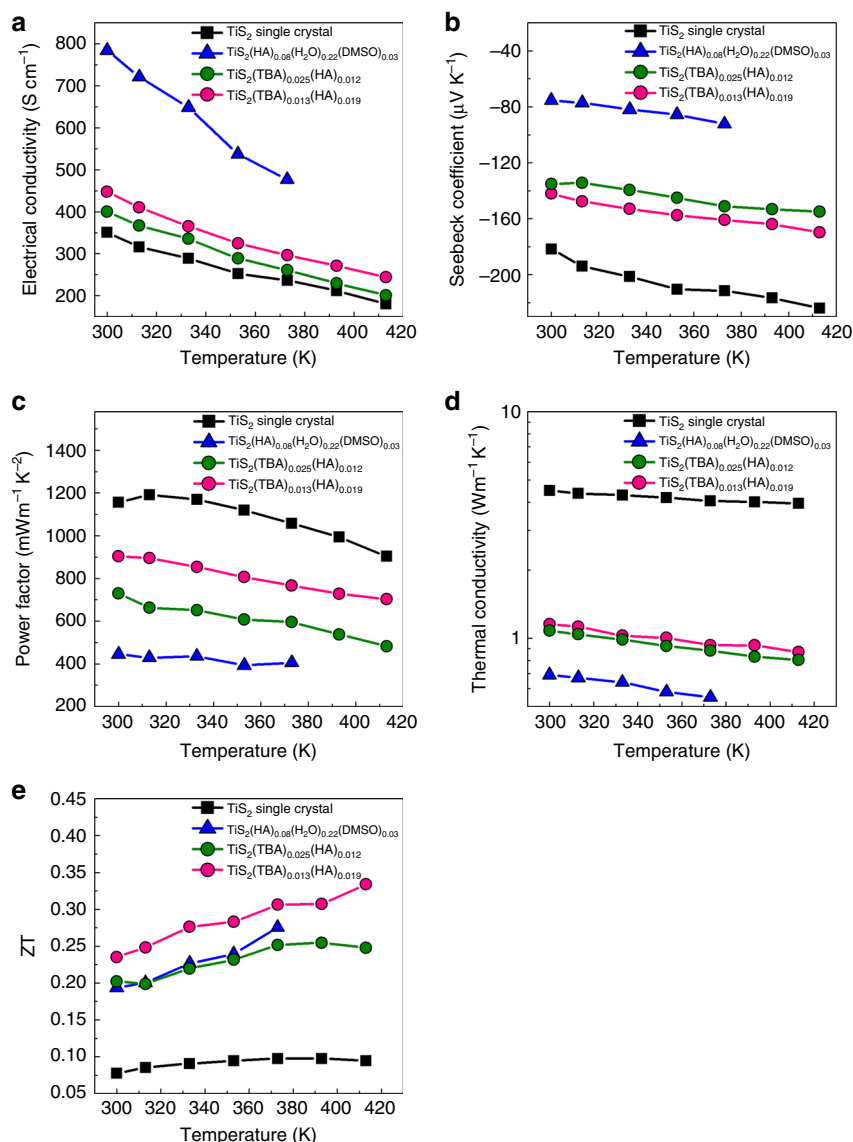 a
TiS₂ single crystal
TiS₂(HA)₀.₀₈(H₂O)₀.₂₂(DMSO)₀.₀₃
TiS₂(TBA)₀.₀₂₅(HA)₀.₀₁₂
TiS₂(TBA)₀.₀₁₃(HA)₀.₀₁₉
800
700
600
500
400
300
200
Electrical conductivity (S cm⁻¹)
300 320 340 360 380 400 420
Temperature (K)
b
TiS₂ single crystal
TiS₂(HA)₀.₀₈(H₂O)₀.₂₂(DMSO)₀.₀₃
TiS₂(TBA)₀.₀₂₅(HA)₀.₀₁₂
TiS₂(TBA)₀.₀₁₃(HA)₀.₀₁₉
−40
−80
−120
−160
−200
Seebeck coefficient (μV K⁻¹)
300 320 340 360 380 400 420
Temperature (K)
c
TiS₂ single crystal
TiS₂(HA)₀.₀₈(H₂O)₀.₂₂(DMSO)₀.₀₃
TiS₂(TBA)₀.₀₂₅(HA)₀.₀₁₂
TiS₂(TBA)₀.₀₁₃(HA)₀.₀₁₉
1400
1200
1000
800
600
400
200
Power factor (mWm⁻¹ K⁻²)
300 320 340 360 380 400 420
Temperature (K)
d
TiS₂ single crystal
TiS₂(HA)₀.₀₈(H₂O)₀.₂₂(DMSO)₀.₀₃
TiS₂(TBA)₀.₀₂₅(HA)₀.₀₁₂
TiS₂(TBA)₀.₀₁₃(HA)₀.₀₁₉
10
1
Thermal conductivity (Wm⁻¹ K⁻¹)
300 320 340 360 380 400 420
Temperature (K)
e
TiS₂ single crystal
TiS₂(HA)₀.₀₈(H₂O)₀.₂₂(DMSO)₀.₀₃
TiS₂(TBA)₀.₀₂₅(HA)₀.₀₁₂
TiS₂(TBA)₀.₀₁₃(HA)₀.₀₁₉
0.45
0.40
0.35
0.30
0.25
0.20
0.15
0.10
0.05
ZT
300 320 340 360 380 400 420
Temperature (K)